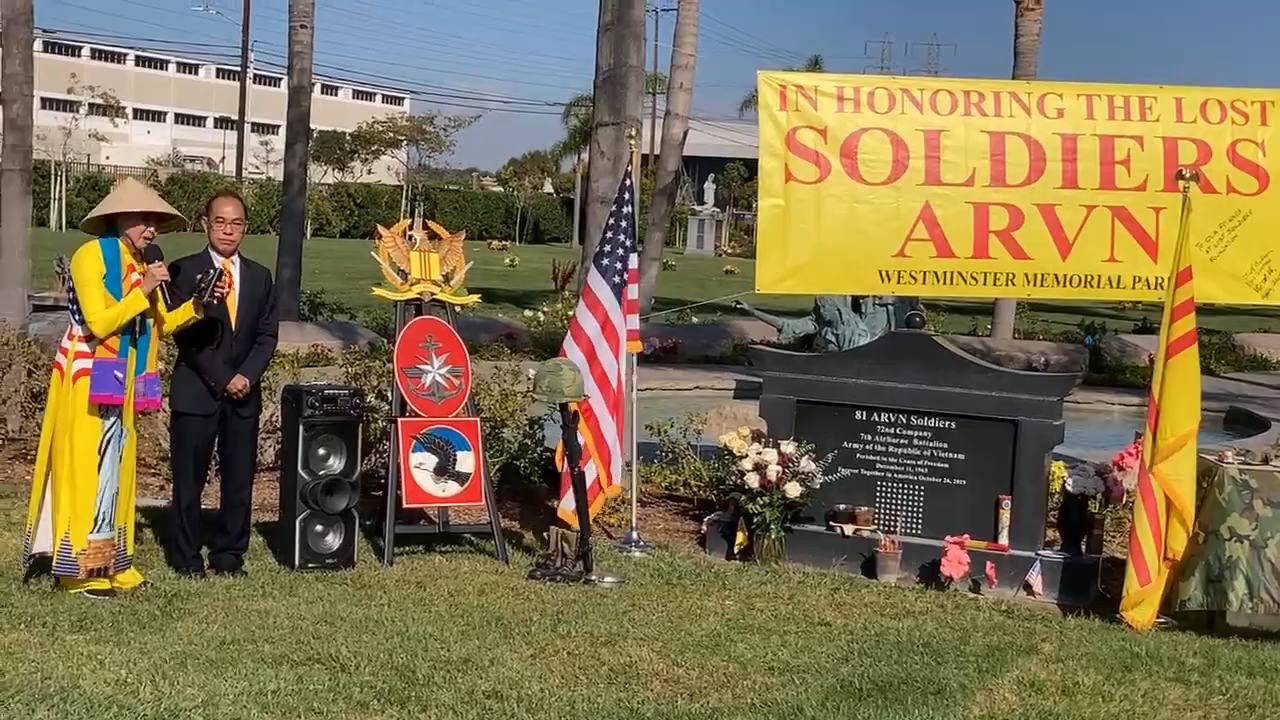 IN HONORING THE LOST
SOLDIERS
ARVN
WESTMINSTER MEMORIAL PAR
81 ARVN Soldiers
72nd Company
7th Airborne Battalion
Army of the Republic of Vietnam
Perished in the Cause of Freedom
December 11, 1965
Forever Together in America October 26, 2019